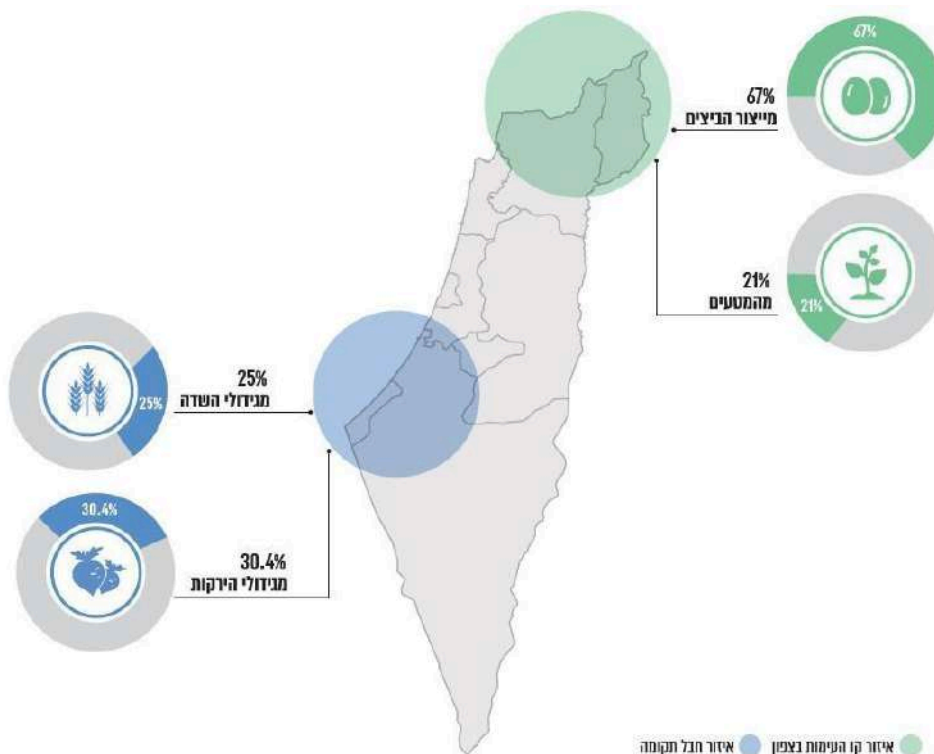 67%
67%
מייצור הביצים
21%
מהמטעים
21%
25%
מגידולי השדה
25%
30.4%
30.4%
מגידולי הירקות
איזור קו העימות בצפון
איזור חבל תקומה